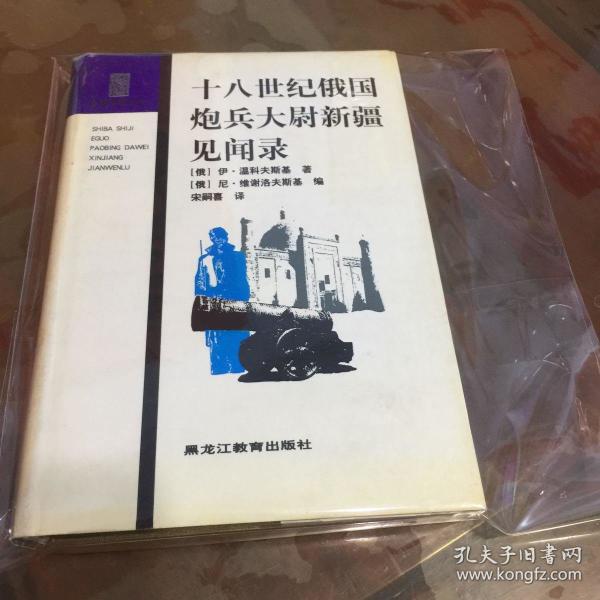 十八世纪俄国
炮兵大尉新疆
见闻录
[俄] 伊·温科夫斯基 著
[俄] 尼·维谢洛夫斯基 编
宋嗣喜 译
SHIBA SHIJI
EGUO
PAOBING DAWEI
XINJIANG
JIANWENLU
黑龙江教育出版社
孔夫子旧书网
www.kongfz.com